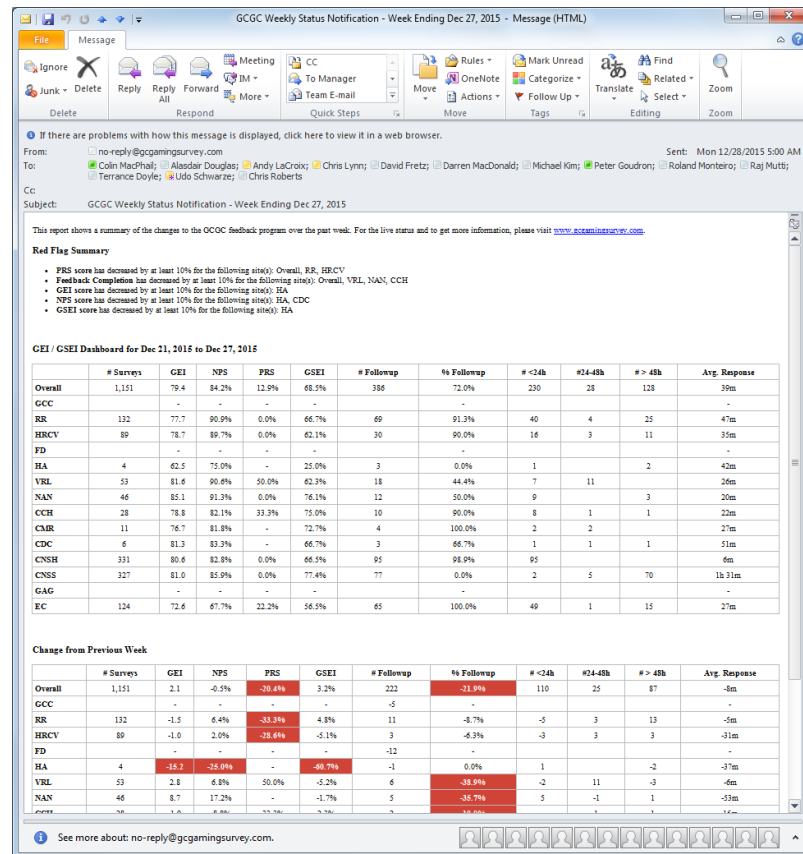 GCGC Weekly Status Notification - Week Ending Dec 27, 2015 - Message (HTML)
File Message
Ignore Meeting CC Rules Mark Unread Find
Junk Delete Reply Reply All Forward IM To Manager Move OneNote Categorize Translate Related Zoom
More Team E-mail Actions Follow Up Select
Delete Respond Quick Steps Move Tags Editing Zoom
If there are problems with how this message is displayed, click here to view it in a web browser.
From: no-reply@gcgamingsurvey.com Sent: Mon 12/28/2015 5:00 AM
To: Colin MacPhail; Alasdair Douglas; Andy LaCroix; Chris Lynn; David Fretz; Darren MacDonald; Michael Kim; Peter Goudron; Roland Monteiro; Raj Mutti;
Terrance Doyle; Udo Schwarze; Chris Roberts
Cc:
Subject: GCGC Weekly Status Notification - Week Ending Dec 27, 2015
This report shows a summary of the changes to the GCGC feedback program over the past week. For the live status and to get more information, please visit www.gcgamingsurvey.com.
Red Flag Summary
• PRS score has decreased by at least 10% for the following site(s): Overall, RR, HRCV
• Feedback Completion has decreased by at least 10% for the following site(s): Overall, VRL, NAN, CCH
• GEI score has decreased by at least 10% for the following site(s): HA
• NPS score has decreased by at least 10% for the following site(s): HA, CDC
• GSEI score has decreased by at least 10% for the following site(s): HA
GEI / GSEI Dashboard for Dec 21, 2015 to Dec 27, 2015
# Surveys GEI NPS PRS GSEI # Followup % Followup # <24h #24-48h # > 48h Avg. Response
Overall 1,151 79.4 84.2% 12.9% 68.5% 386 72.0% 230 28 128 39m
GCC - - - - - -
RR 132 77.7 90.9% 0.0% 66.7% 69 91.3% 40 4 25 47m
HRCV 89 78.7 89.7% 0.0% 62.1% 30 90.0% 16 3 11 35m
FD - - - - - -
HA 4 62.5 75.0% - 25.0% 3 0.0% 1 2 42m
VRL 53 81.6 90.6% 50.0% 62.3% 18 44.4% 7 11 26m
NAN 46 85.1 91.3% 0.0% 76.1% 12 50.0% 9 3 20m
CCH 28 78.8 82.1% 33.3% 75.0% 10 90.0% 8 1 1 22m
CMR 11 76.7 81.8% - 72.7% 4 100.0% 2 2 27m
CDC 6 81.3 83.3% - 66.7% 3 66.7% 1 1 1 51m
CNSH 331 80.6 82.8% 0.0% 66.5% 95 98.9% 95 6m
CNSS 327 81.0 85.9% 0.0% 77.4% 77 0.0% 2 5 70 1h 31m
GAG - - - - - -
EC 124 72.6 67.7% 22.2% 56.5% 65 100.0% 49 1 15 27m
Change from Previous Week
# Surveys GEI NPS PRS GSEI # Followup % Followup # <24h #24-48h # > 48h Avg. Response
Overall 1,151 2.1 -0.5% -20.4% 3.2% 222 -21.9% 110 25 87 -8m
GCC - - - - -5 - -
RR 132 -1.5 6.4% -33.3% 4.8% 11 -8.7% -5 3 13 -5m
HRCV 89 -1.0 2.0% -28.6% -5.1% 3 -6.3% -3 3 3 -31m
FD - - - - -12 - -
HA 4 -15.2 -25.0% - -60.7% -1 0.0% 1 -2 -37m
VRL 53 2.8 6.8% 50.0% -5.2% 6 -38.9% -2 11 -3 -6m
NAN 46 8.7 17.2% - -1.7% 5 -35.7% 5 -1 1 -53m
See more about: no-reply@gcgamingsurvey.com.